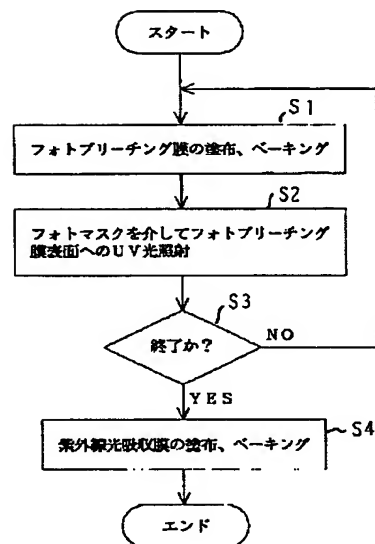 スタート
S1
フォトブリーチング膜の塗布、ベーキング
S2
フォトマスクを介してフォトブリーチング
膜表面へのUV光照射
S3
終了か？
NO
YES
紫外線光吸収膜の塗布、ベーキング
S4
エンド